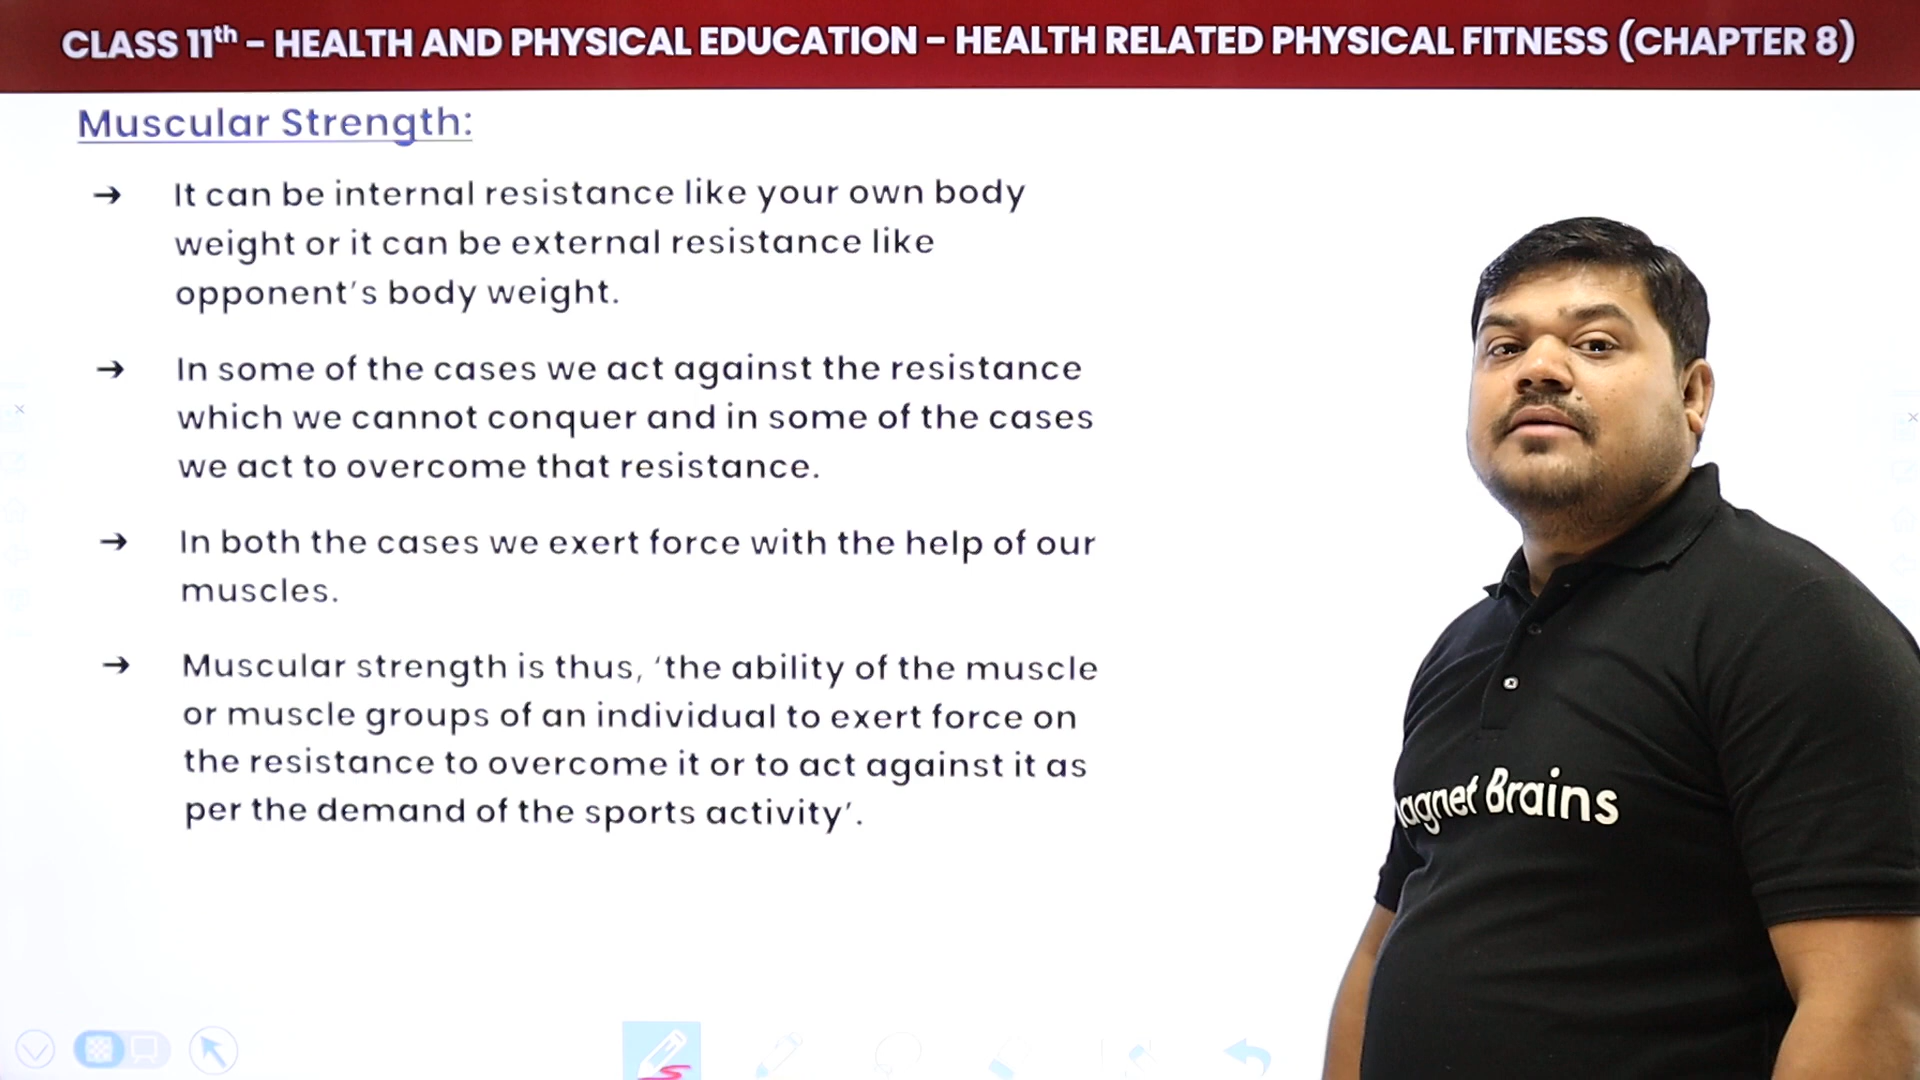 CLASS 11th – HEALTH AND PHYSICAL EDUCATION – HEALTH RELATED PHYSICAL FITNESS (CHAPTER 8)
Muscular Strength:
➔ It can be internal resistance like your own body
weight or it can be external resistance like
opponent's body weight.
➔ In some of the cases we act against the resistance
which we cannot conquer and in some of the cases
we act to overcome that resistance.
➔ In both the cases we exert force with the help of our
muscles.
➔ Muscular strength is thus, 'the ability of the muscle
or muscle groups of an individual to exert force on
the resistance to overcome it or to act against it as
per the demand of the sports activity'.
agnet Brains